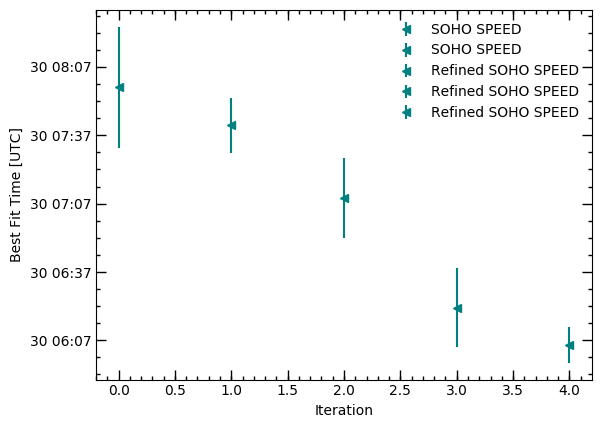 SOHO SPEED
SOHO SPEED
Refined SOHO SPEED
Refined SOHO SPEED
Refined SOHO SPEED
Best Fit Time [UTC]
30 08:07
30 07:37
30 07:07
30 06:37
30 06:07
0.0 0.5 1.0 1.5 2.0 2.5 3.0 3.5 4.0
Iteration